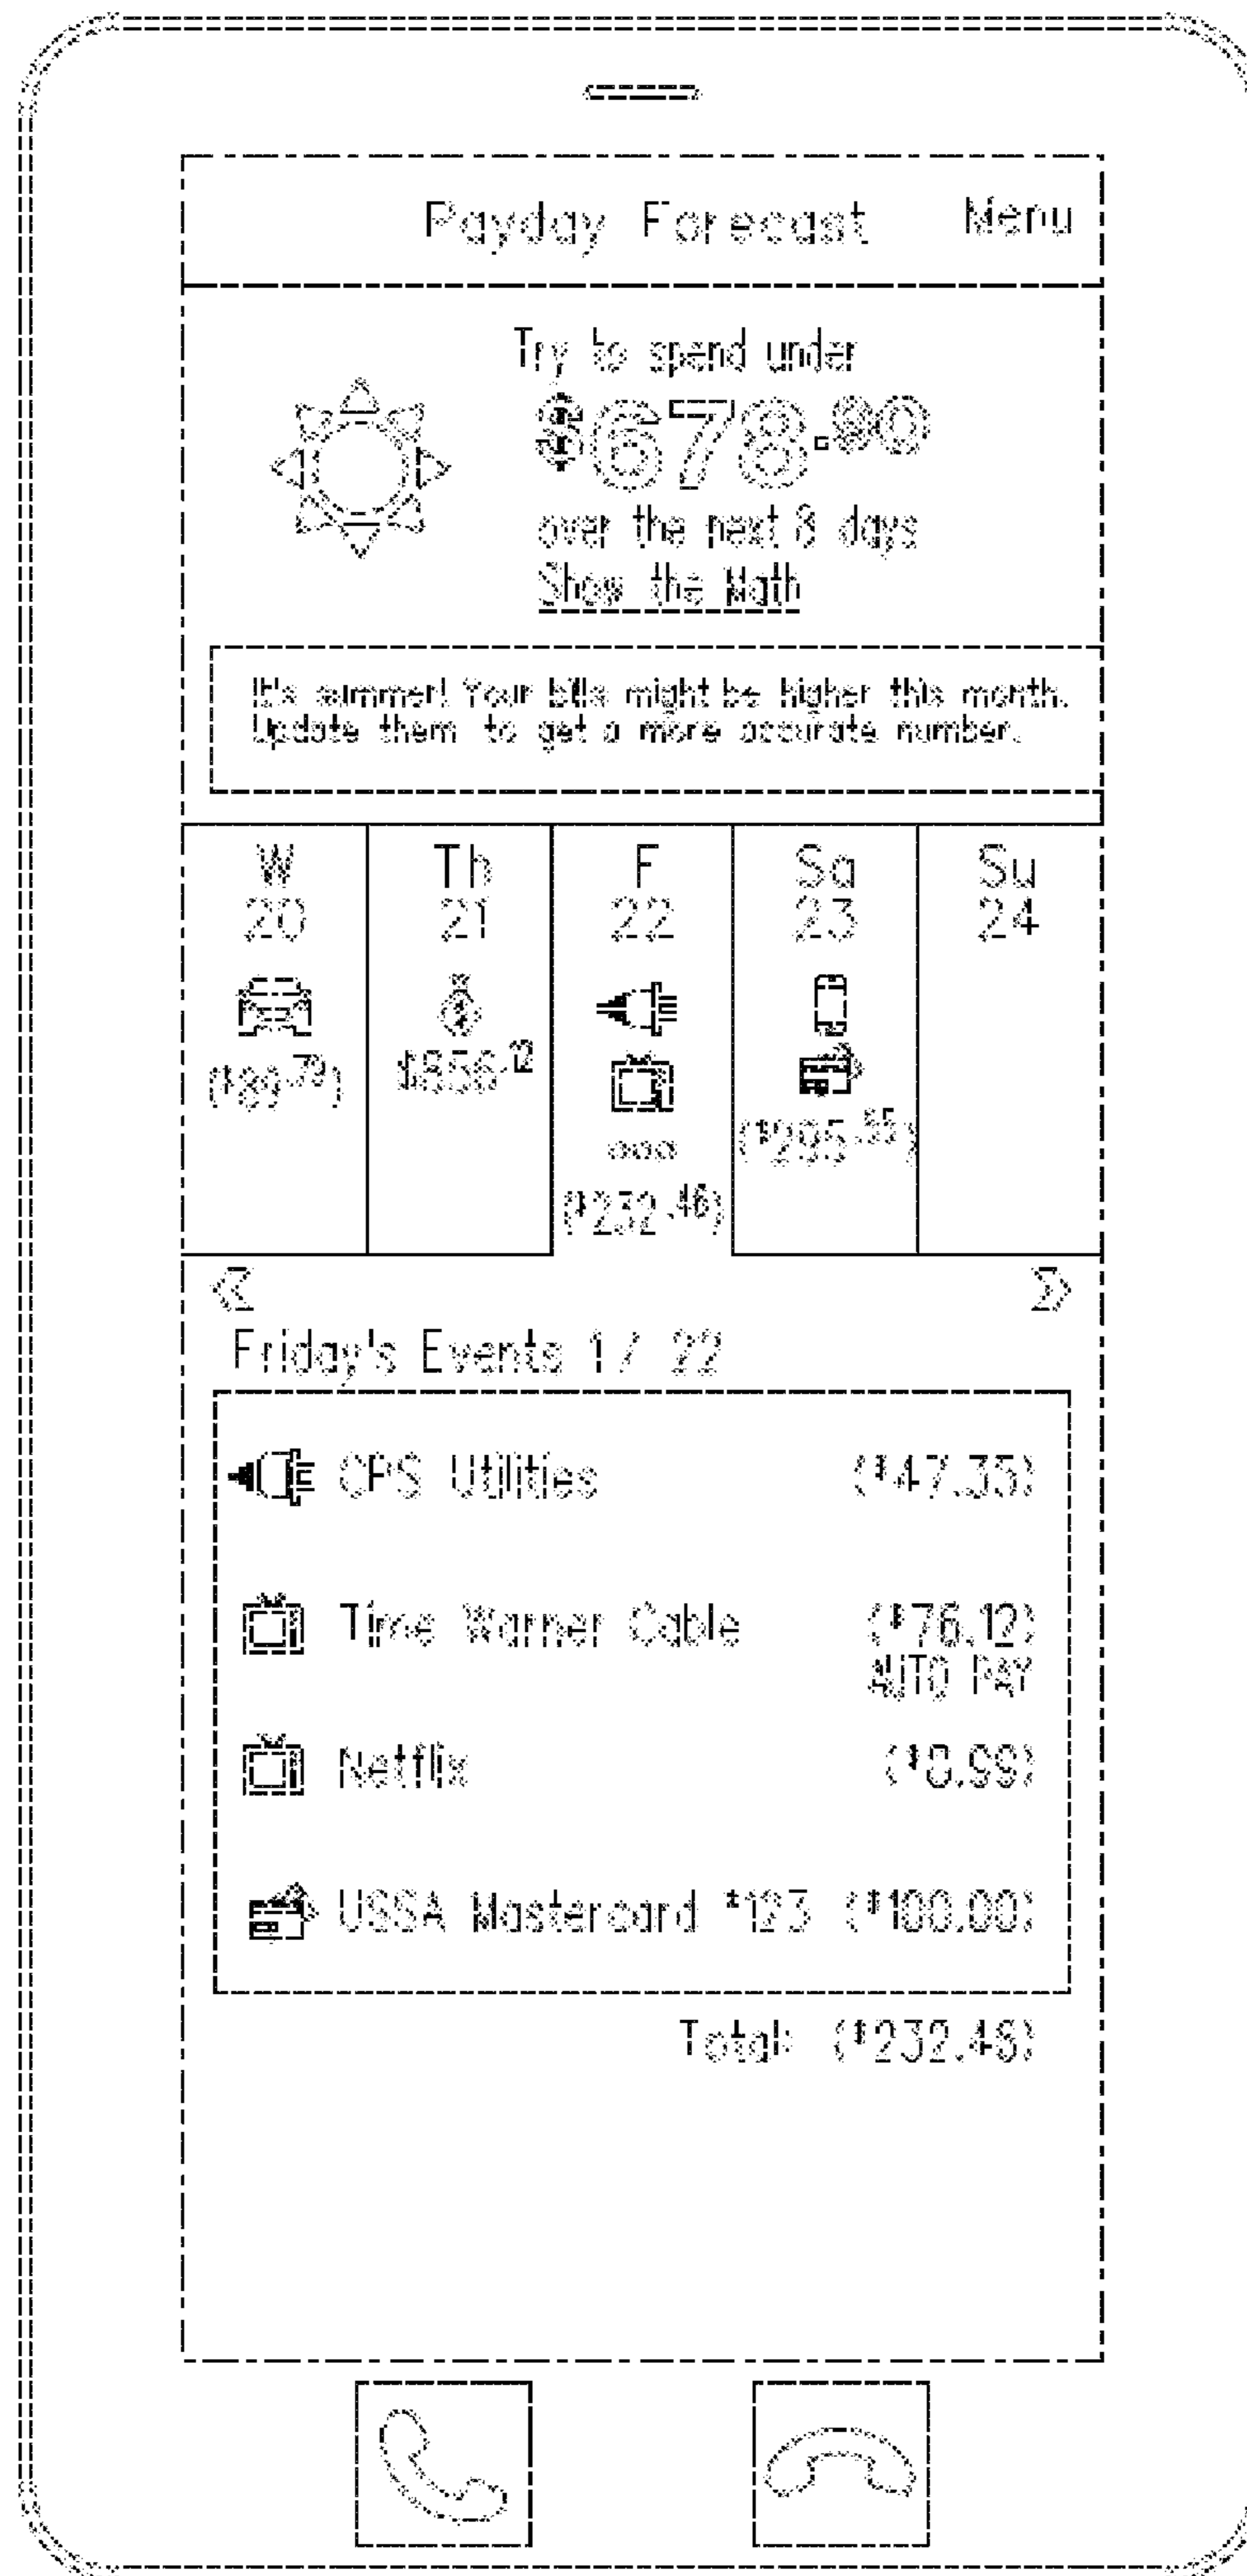 Payday Forecast Menu
Try to spend under
$678.90
over the next 8 days
Show the Math
It's summer! Your bills might be higher this month.
Update them to get a more accurate number.
W Th F Sa Su
20 21 22 23 24
($89.79) $856.123
($295.55)
($232.46)
Friday's Events 1 / 22
CPS Utilities ($47.35)
Time Warner Cable ($76.12)
AUTO PAY
Netflix ($8.99)
USSA Mastercard *123 ($100.00)
Total: ($232.46)